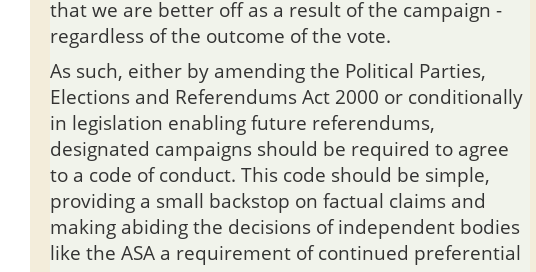 that we are better off as a result of the campaign -
regardless of the outcome of the vote.
As such, either by amending the Political Parties,
Elections and Referendums Act 2000 or conditionally
in legislation enabling future referendums,
designated campaigns should be required to agree
to a code of conduct. This code should be simple,
providing a small backstop on factual claims and
making abiding the decisions of independent bodies
like the ASA a requirement of continued preferential